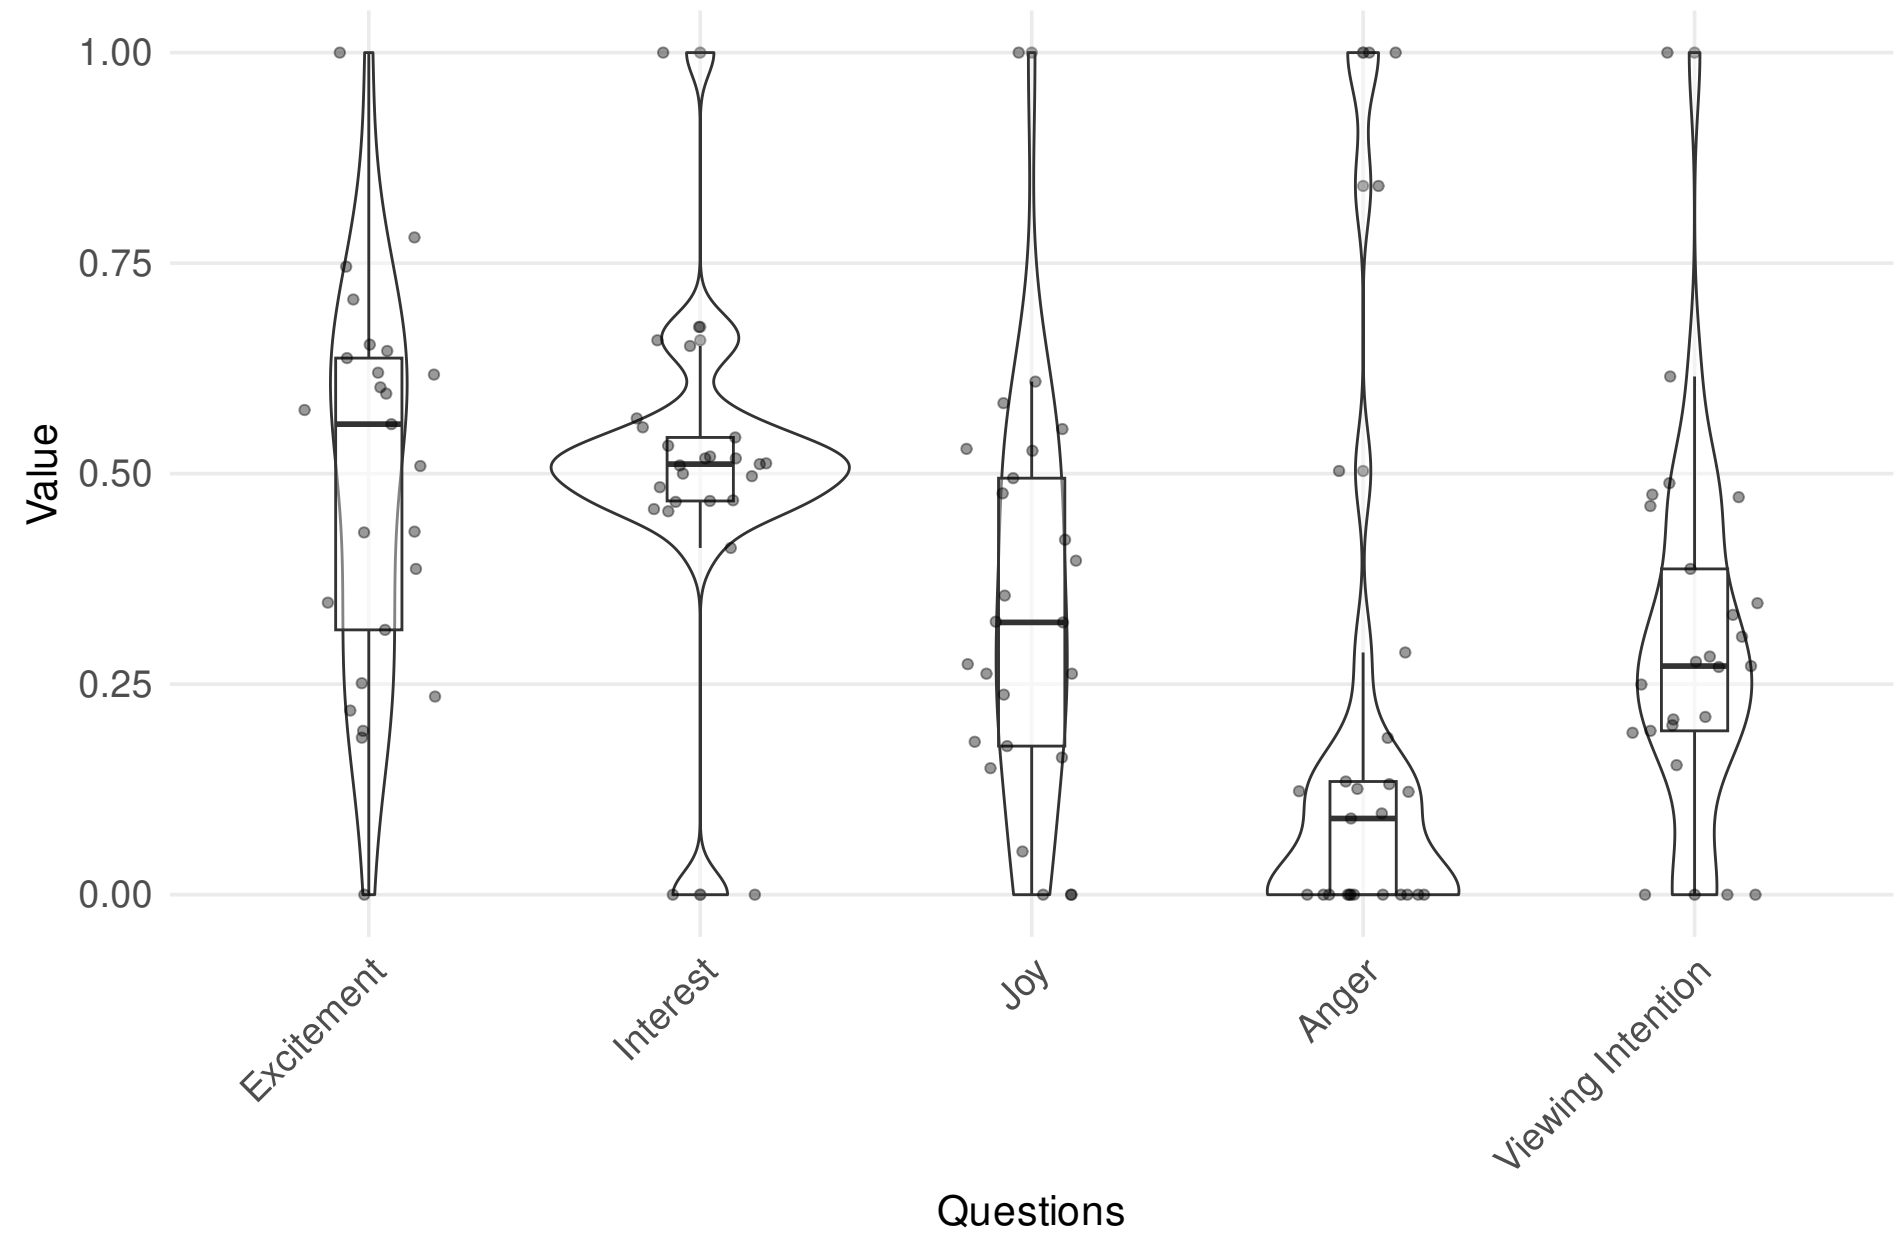 1.00
0.75
0.50
0.25
0.00
Value
Excitement
Interest
Joy
Anger
Viewing Intention
Questions